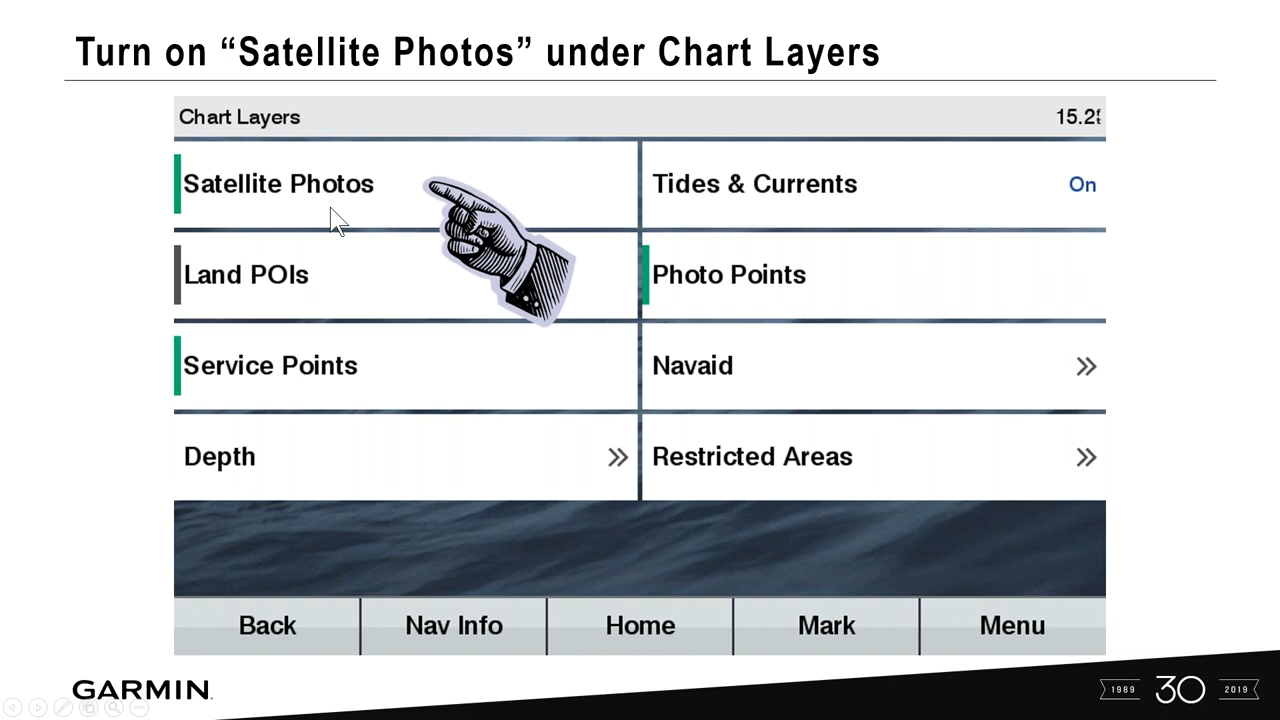 Turn on “Satellite Photos” under Chart Layers
Chart Layers
Satellite Photos
Tides & Currents
On
Land POIs
Photo Points
Service Points
Navaid
Depth
Restricted Areas
Back
Nav Info
Home
Mark
Menu
GARMIN
1989
30
2019